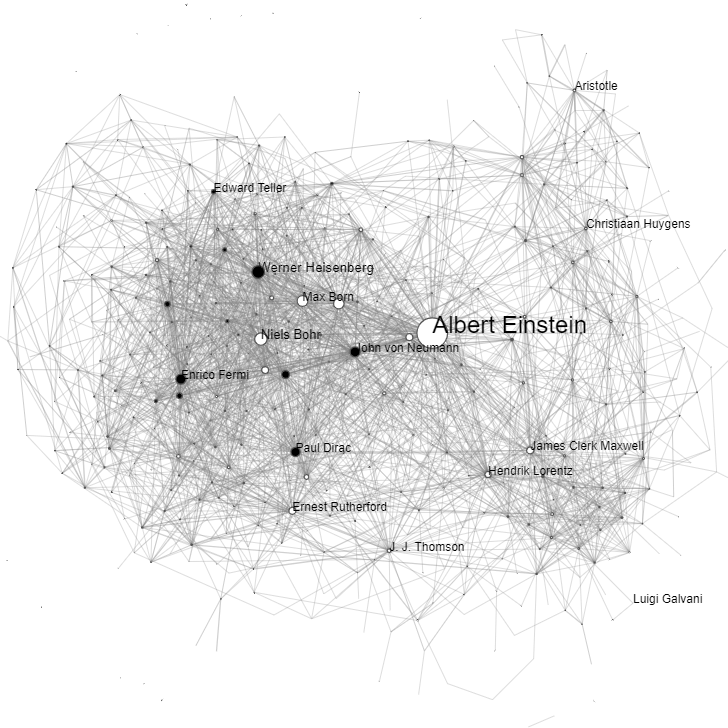 Aristotle
Edward Teller
Christiaan Huygens
Werner Heisenberg
Max Born
Albert Einstein
Niels Bohr
John von Neumann
Enrico Fermi
Paul Dirac
James Clerk Maxwell
Hendrik Lorentz
Ernest Rutherford
J. J. Thomson
Luigi Galvani